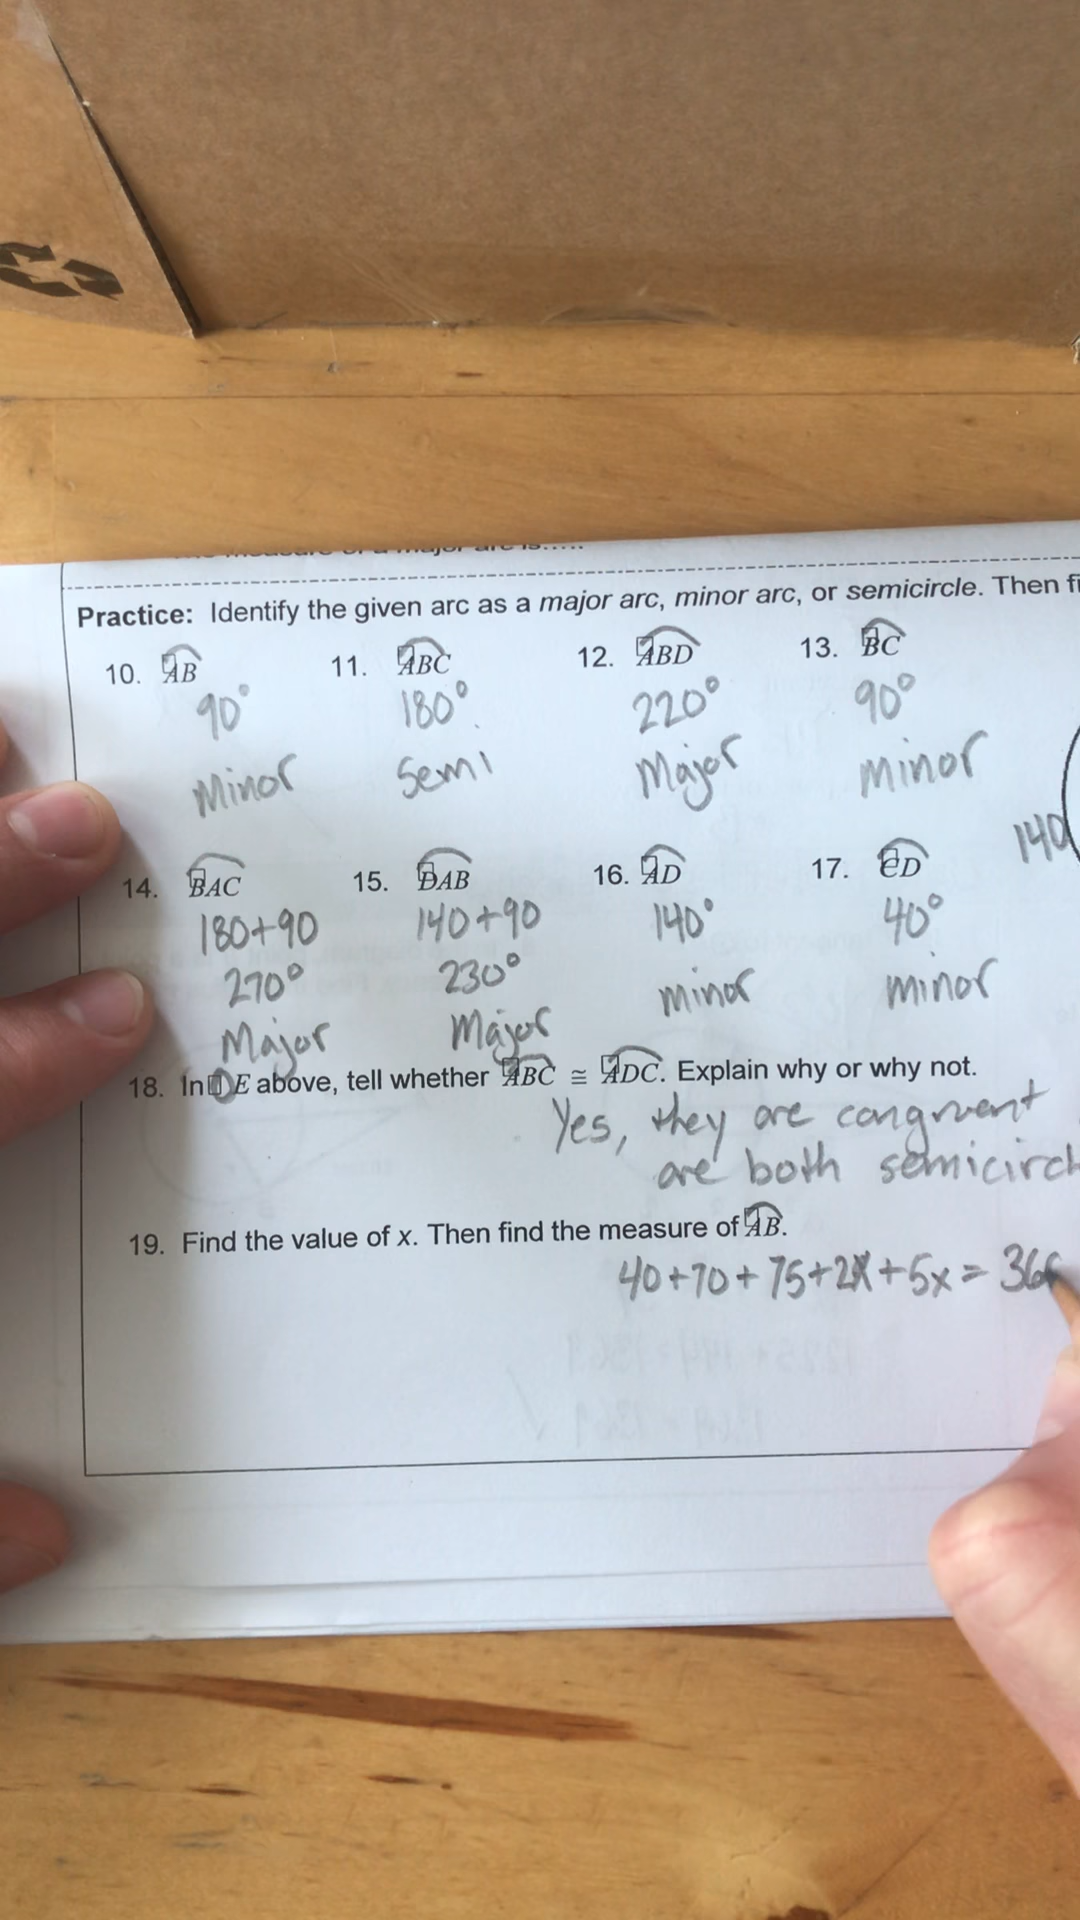 Practice: Identify the given arc as a major arc, minor arc, or semicircle. Then
10. AB 11. ABC 12. ABD 13. BC
90° 180° 220° 90°
Minor Semi Major minor
140
14. BAC 15. DAB 16. AD 17. CD
180+90 140+90 140° 40°
270° 230° minor minor
Major Major
18. In E above, tell whether ABC ≅ ADC. Explain why or why not.
Yes, they are congruent
are both
19. Find the value of x. Then find the measure of AB.
40+70+75+2x+5x=